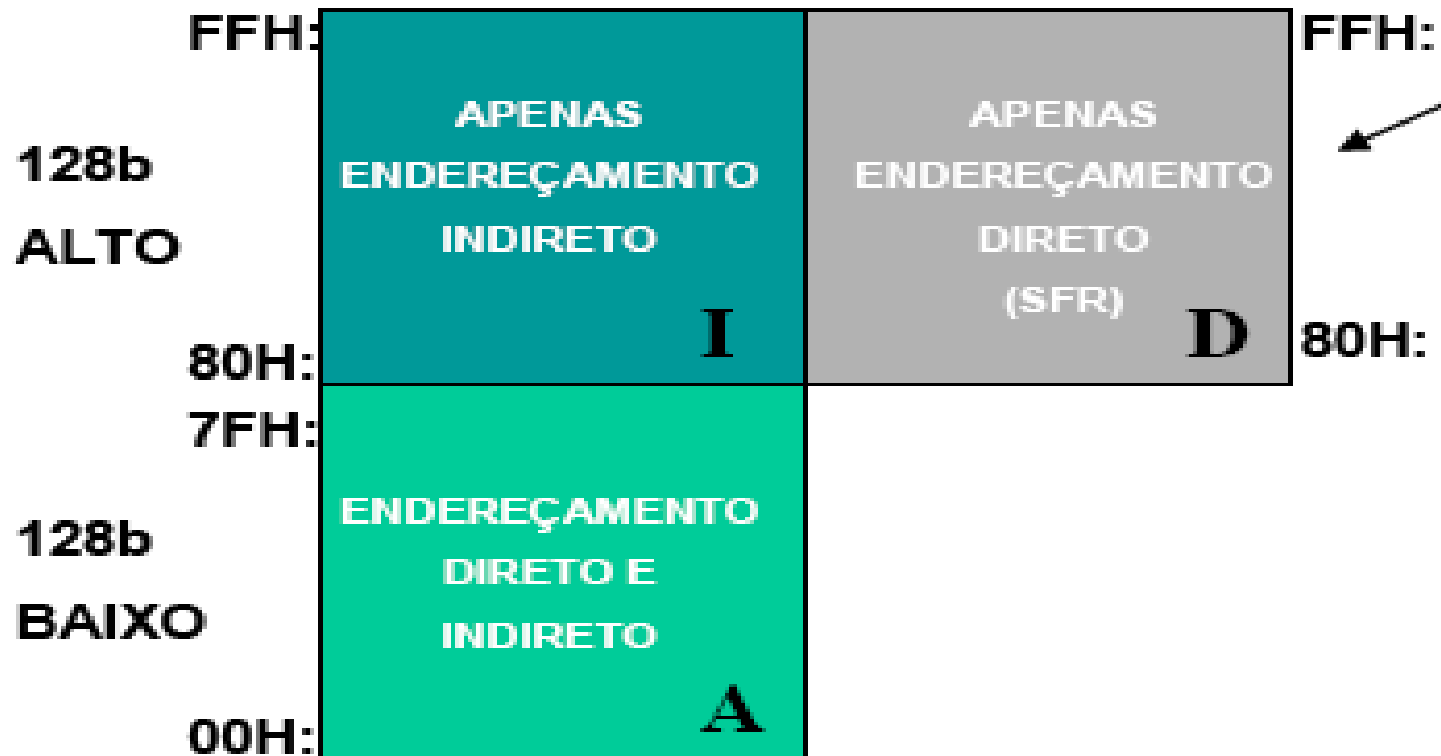 FFH:
APENAS
ENDEREÇAMENTO
INDIRETO
I
128b
ALTO
80H:
APENAS
ENDEREÇAMENTO
DIRETO
(SFR)
D
FFH:
80H:
7FH:
ENDEREÇAMENTO
DIRETO E
INDIRETO
A
128b
BAIXO
00H: